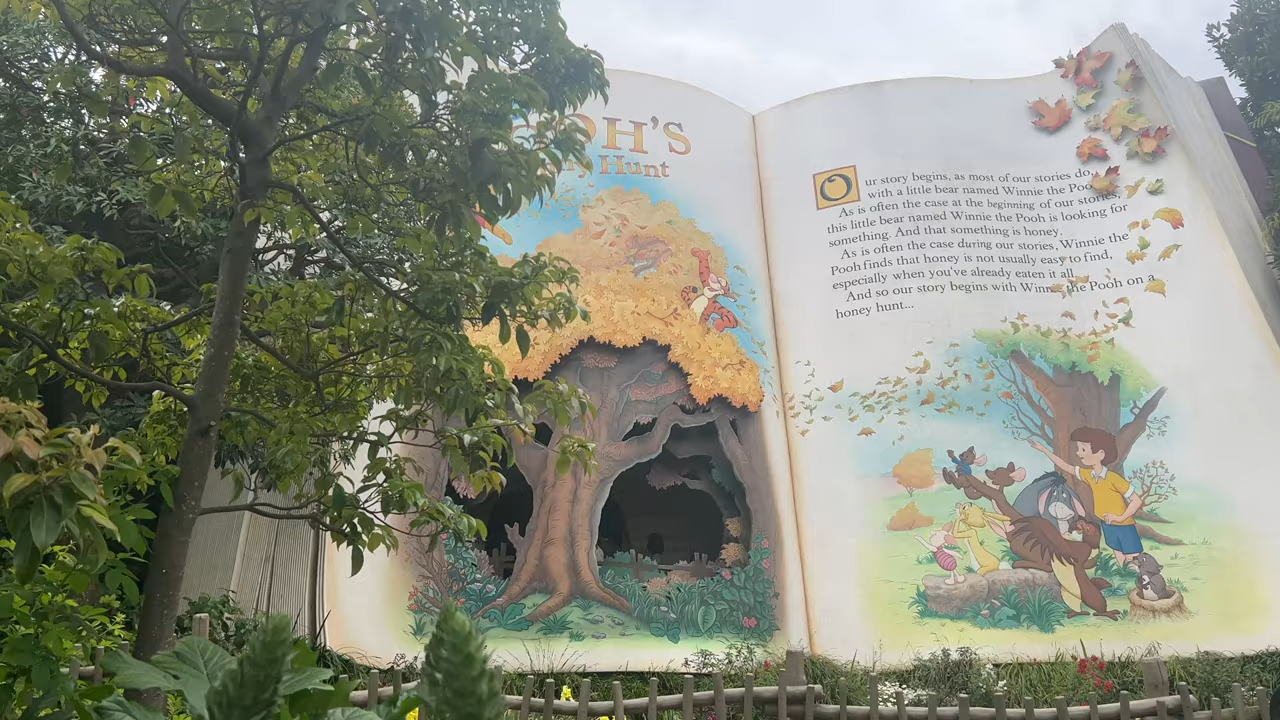 OOH'S
ny Hunt
Our story begins, as most of our stories do,
with a little bear named Winnie the Pooh.
As is often the case at the beginning of our stories,
this little bear named Winnie the Pooh is looking for
something. And that something is honey.
As is often the case during our stories, Winnie the
Pooh finds that honey is not usually easy to find,
especially when you've already eaten it all.
And so our story begins with Winnie the Pooh on a
honey hunt...